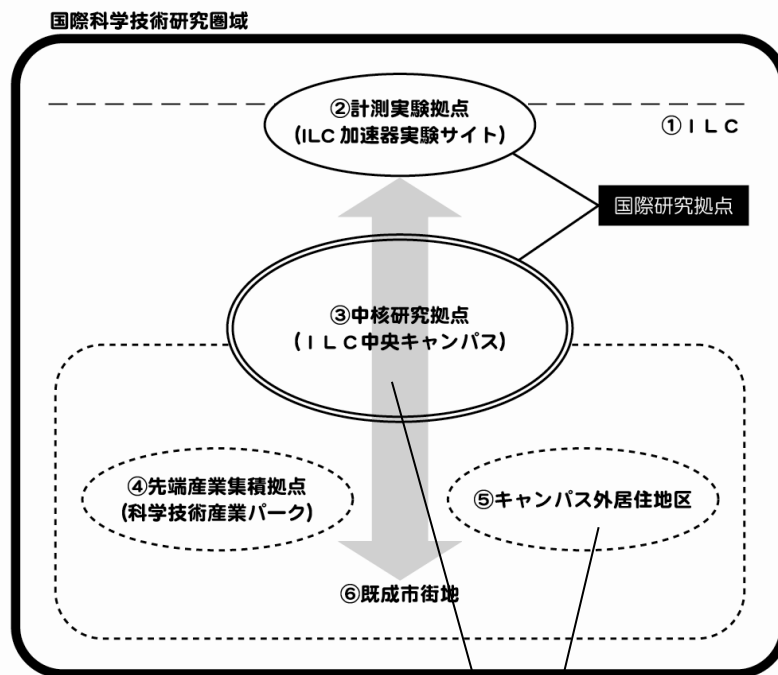 国際科学技術研究圏域
②計測実験拠点
(ILC加速器実験サイト)
①ILC
国際研究拠点
③中核研究拠点
(ILC中央キャンパス)
④先端産業集積拠点
(科学技術産業パーク)
⑤キャンパス外居住地区
⑥既成市街地